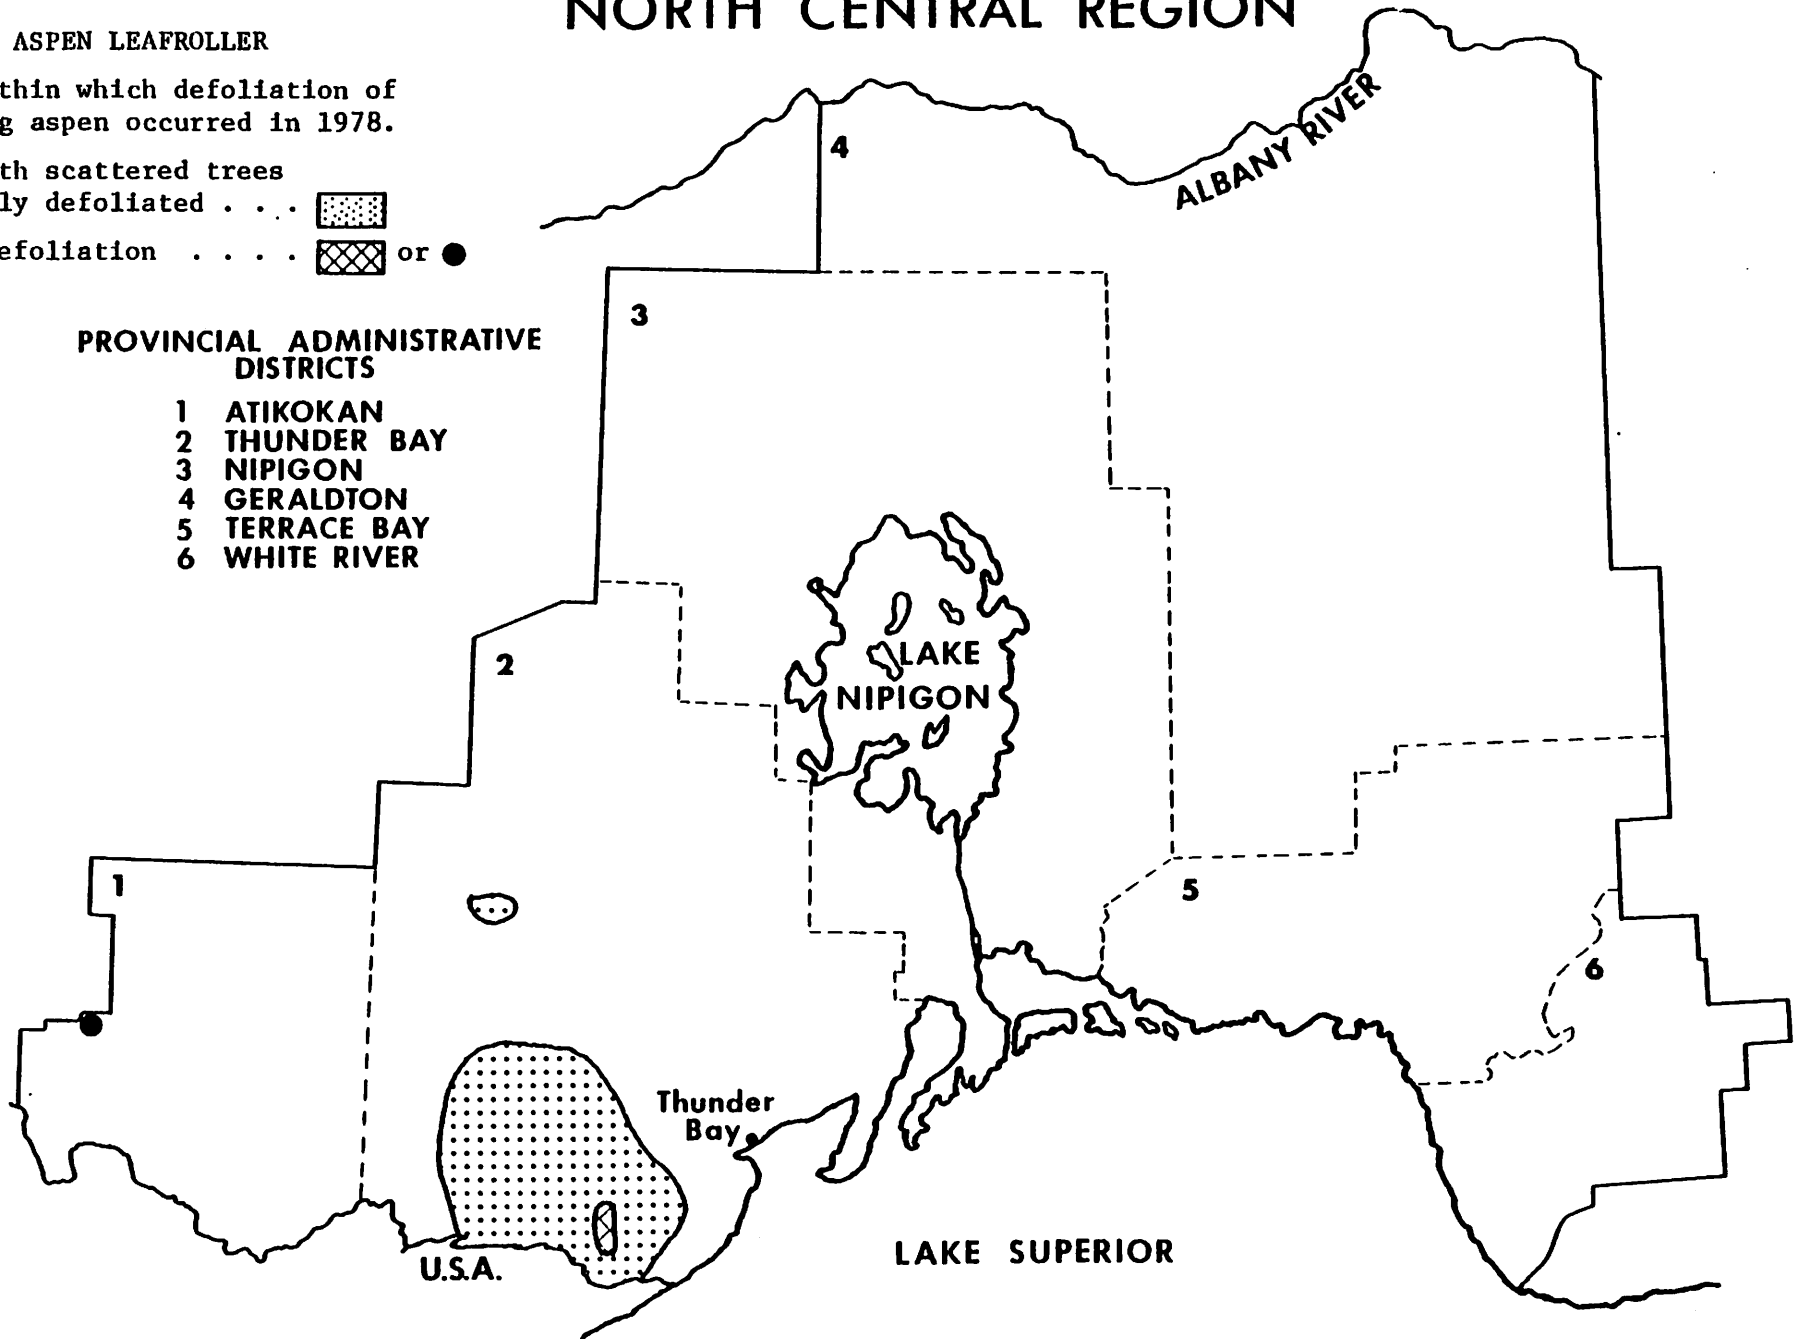 NORTH CENTRAL REGION
ASPEN LEAFROLLER
thin which defoliation of
g aspen occurred in 1978.
th scattered trees
ly defoliated . . .
efoliation . . . . or
PROVINCIAL ADMINISTRATIVE
DISTRICTS
1 ATIKOKAN
2 THUNDER BAY
3 NIPIGON
4 GERALDTON
5 TERRACE BAY
6 WHITE RIVER
4
ALBANY RIVER
3
2
LAKE
NIPIGON
1
5
6
Thunder
Bay
LAKE SUPERIOR
U.S.A.